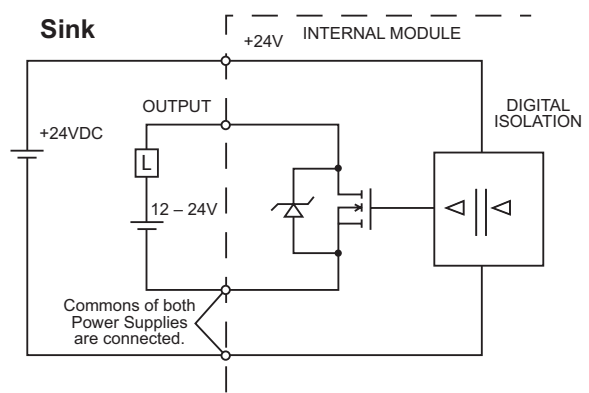 Sink
+24V
INTERNAL MODULE
OUTPUT
DIGITAL
ISOLATION
+24VDC
L
12 – 24V
Commons of both
Power Supplies
are connected.